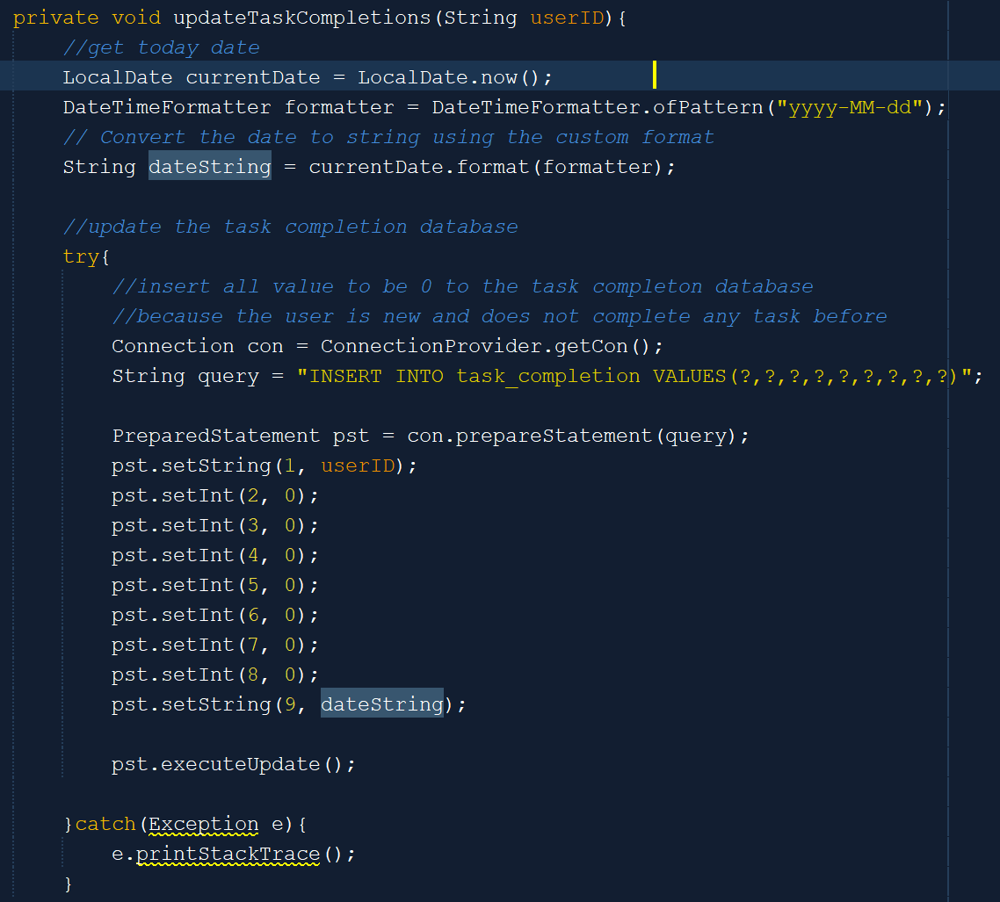 private void updateTaskCompletions(String userID){
//get today date
LocalDate currentDate = LocalDate.now();
DateTimeFormatter formatter = DateTimeFormatter.ofPattern("yyyy-MM-dd");
// Convert the date to string using the custom format
String dateString = currentDate.format(formatter);
//update the task completion database
try{
//insert all value to be 0 to the task completon database
//because the user is new and does not complete any task before
Connection con = ConnectionProvider.getCon();
String query = "INSERT INTO task_completion VALUES(?,?,?,?,?,?,?,?,?)";
PreparedStatement pst = con.prepareStatement(query);
pst.setString(1, userID);
pst.setInt(2, 0);
pst.setInt(3, 0);
pst.setInt(4, 0);
pst.setInt(5, 0);
pst.setInt(6, 0);
pst.setInt(7, 0);
pst.setInt(8, 0);
pst.setString(9, dateString);
pst.executeUpdate();
}catch(Exception e){
e.printStackTrace();
}